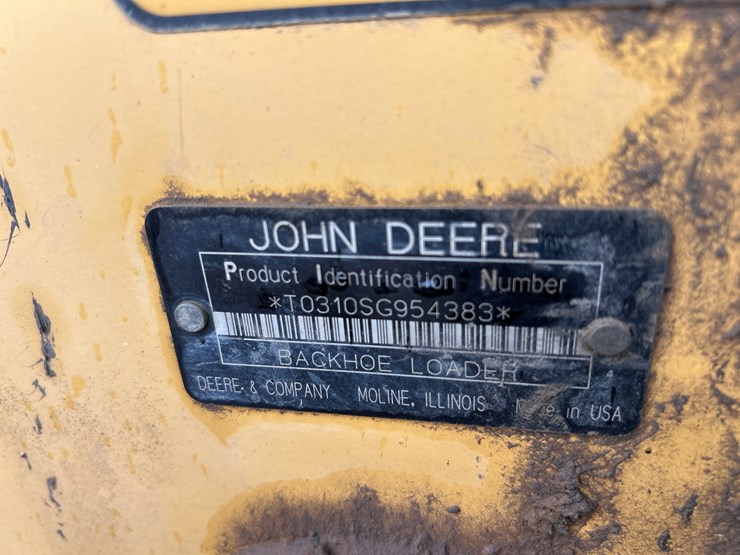 JOHN DEERE
Product Identification Number
*T0310SG954383*
BACKHOE LOADER
DEERE & COMPANY MOLINE, ILLINOIS Made in USA